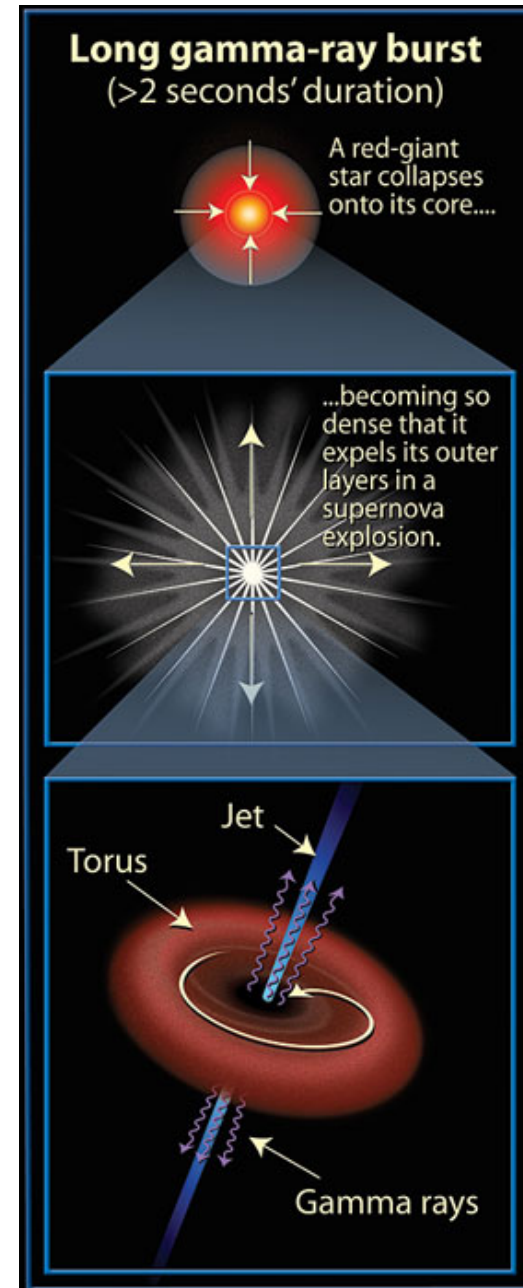 Long gamma-ray burst
(>2 seconds’ duration)
A red-giant
star collapses
onto its core....
...becoming so
dense that it
expels its outer
layers in a
supernova
explosion.
Jet
Torus
Gamma rays